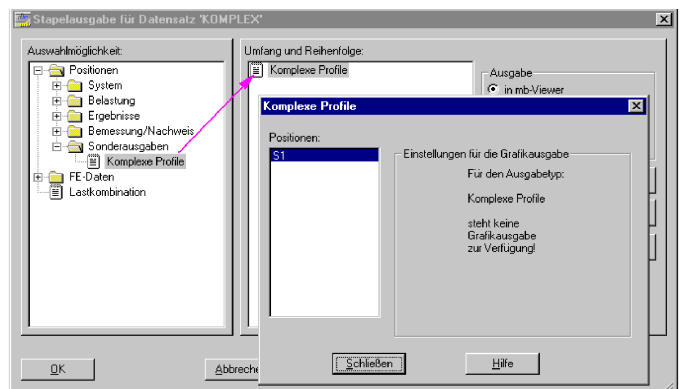 Stapelausgabe für Datensatz 'KOMPLEX'
Auswahlmöglichkeit:
Positionen
System
Belastung
Ergebnisse
Bemessung/Nachweis
Sonderausgaben
Komplexe Profile
FE-Daten
Lastkombination
Umfang und Reihenfolge:
Komplexe Profile
Ausgabe
in mb-Viewer
Komplexe Profile
Positionen:
S1
Einstellungen für die Grafikausgabe
Für den Ausgabetyp:
Komplexe Profile
steht keine
Grafikausgabe
zur Verfügung!
Schließen
Hilfe
OK
Abbreche